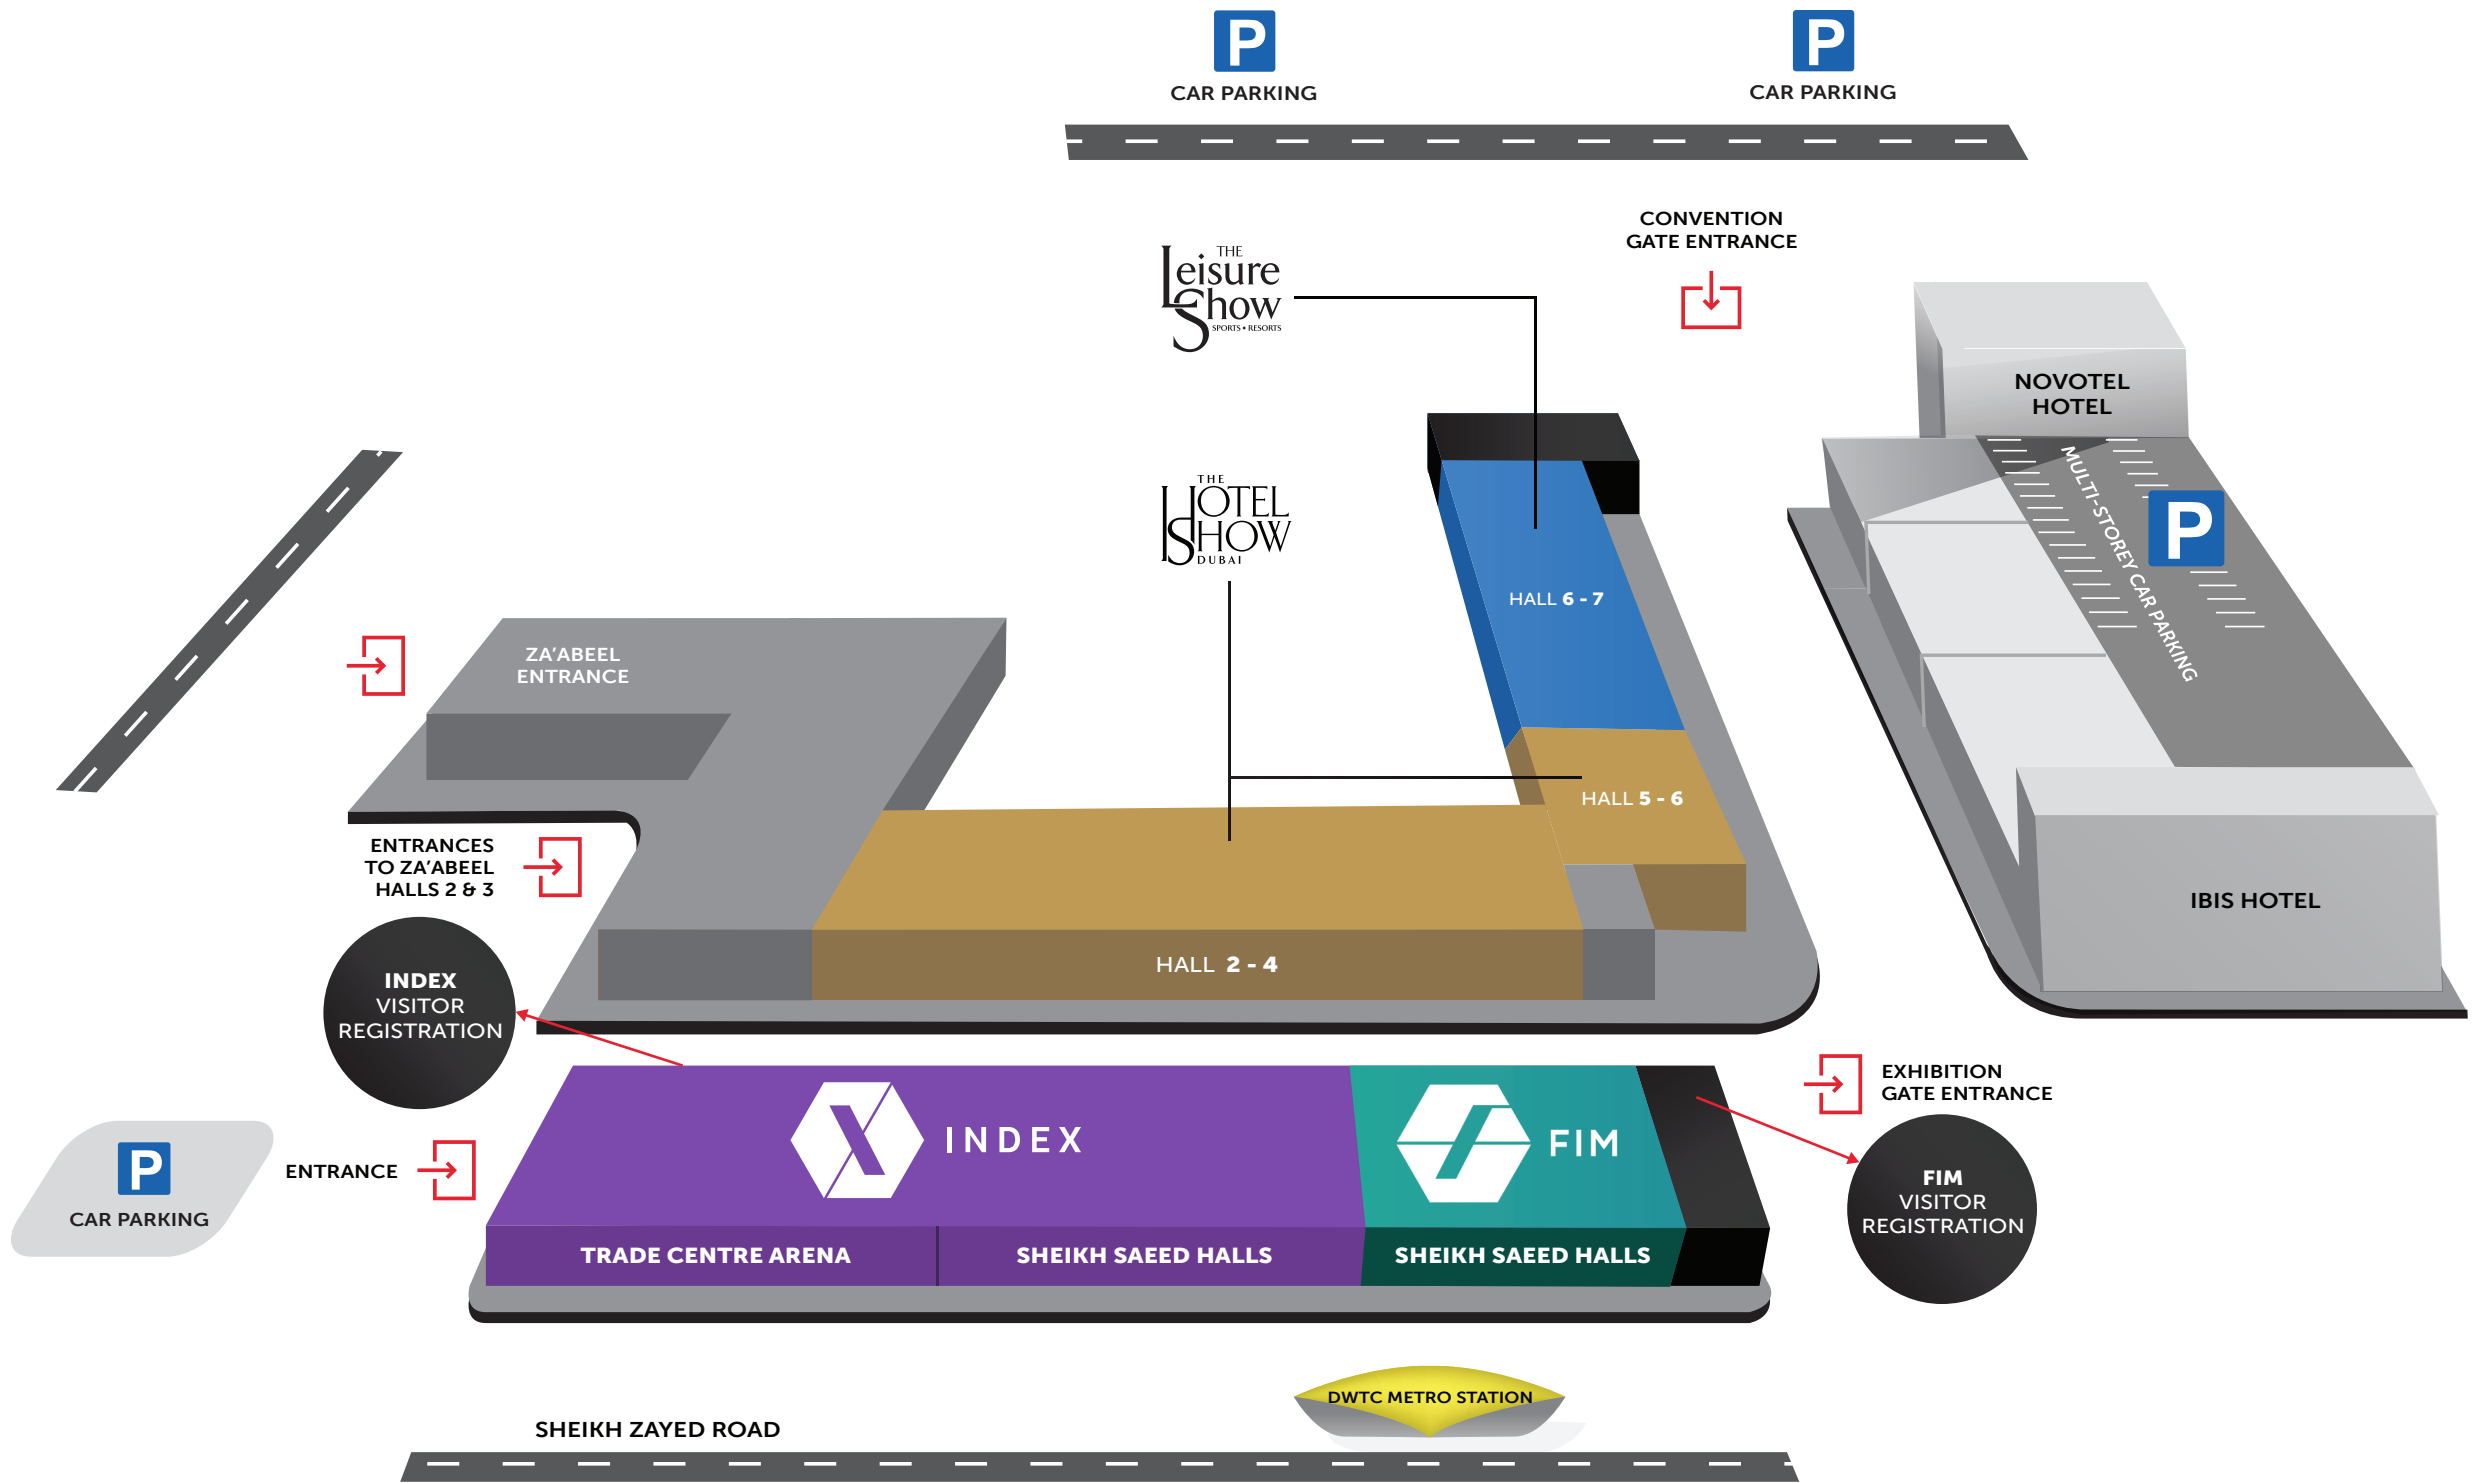 P
CAR PARKING
P
CAR PARKING
CONVENTION
GATE ENTRANCE
THE
Leisure
Show
SPORTS • RESORTS
NOVOTEL
HOTEL
MULTI-STOREY CAR PARKING
P
THE
HOTEL
SHOW
DUBAI
HALL 6 - 7
ZA'ABEEL
ENTRANCE
HALL 5 - 6
ENTRANCES
TO ZA'ABEEL
HALLS 2 & 3
IBIS HOTEL
HALL 2 - 4
INDEX
VISITOR
REGISTRATION
EXHIBITION
GATE ENTRANCE
INDEX
FIM
P
CAR PARKING
ENTRANCE
FIM
VISITOR
REGISTRATION
TRADE CENTRE ARENA
SHEIKH SAEED HALLS
SHEIKH SAEED HALLS
DWTC METRO STATION
SHEIKH ZAYED ROAD